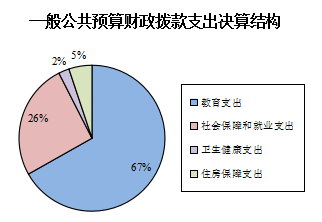 一般公共预算财政拨款支出决算结构
2%
5%
26%
67%
教育支出
社会保障和就业支出
卫生健康支出
住房保障支出